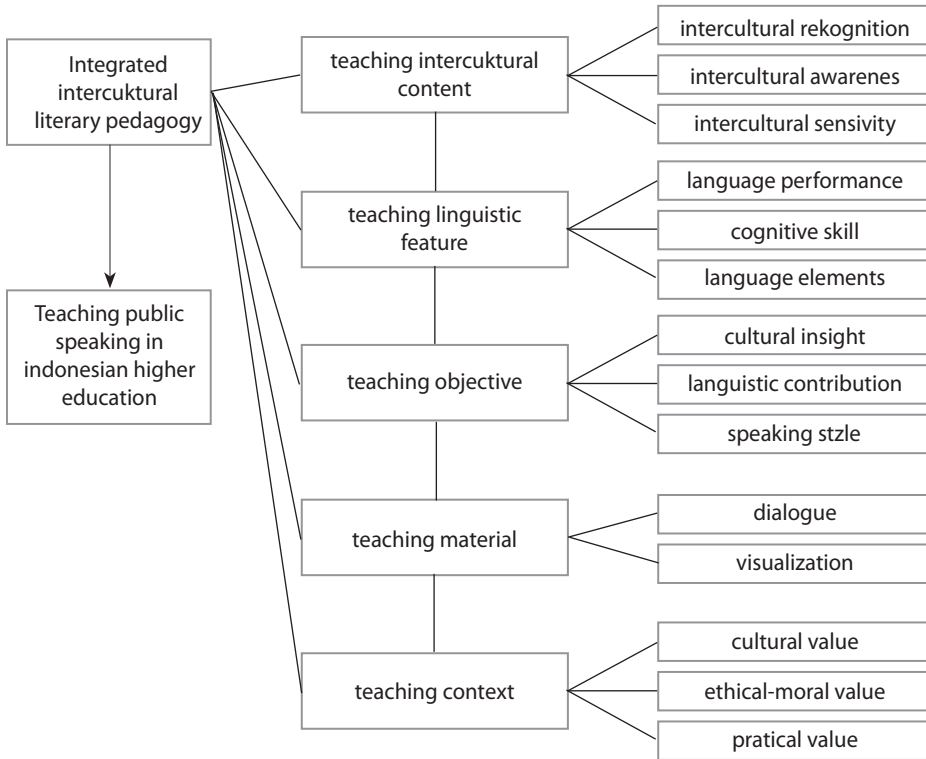 Integrated
intercuktural
literary pedagogy
Teaching public
speaking in
indonesian higher
education
teaching intercuktural
content
intercultural rekognition
intercultural awarenes
intercultural sensivity
teaching linguistic
feature
language performance
cognitive skill
language elements
teaching objective
cultural insight
languistic contribution
speaking stzle
teaching material
dialogue
visualization
teaching context
cultural value
ethical-moral value
pratical value